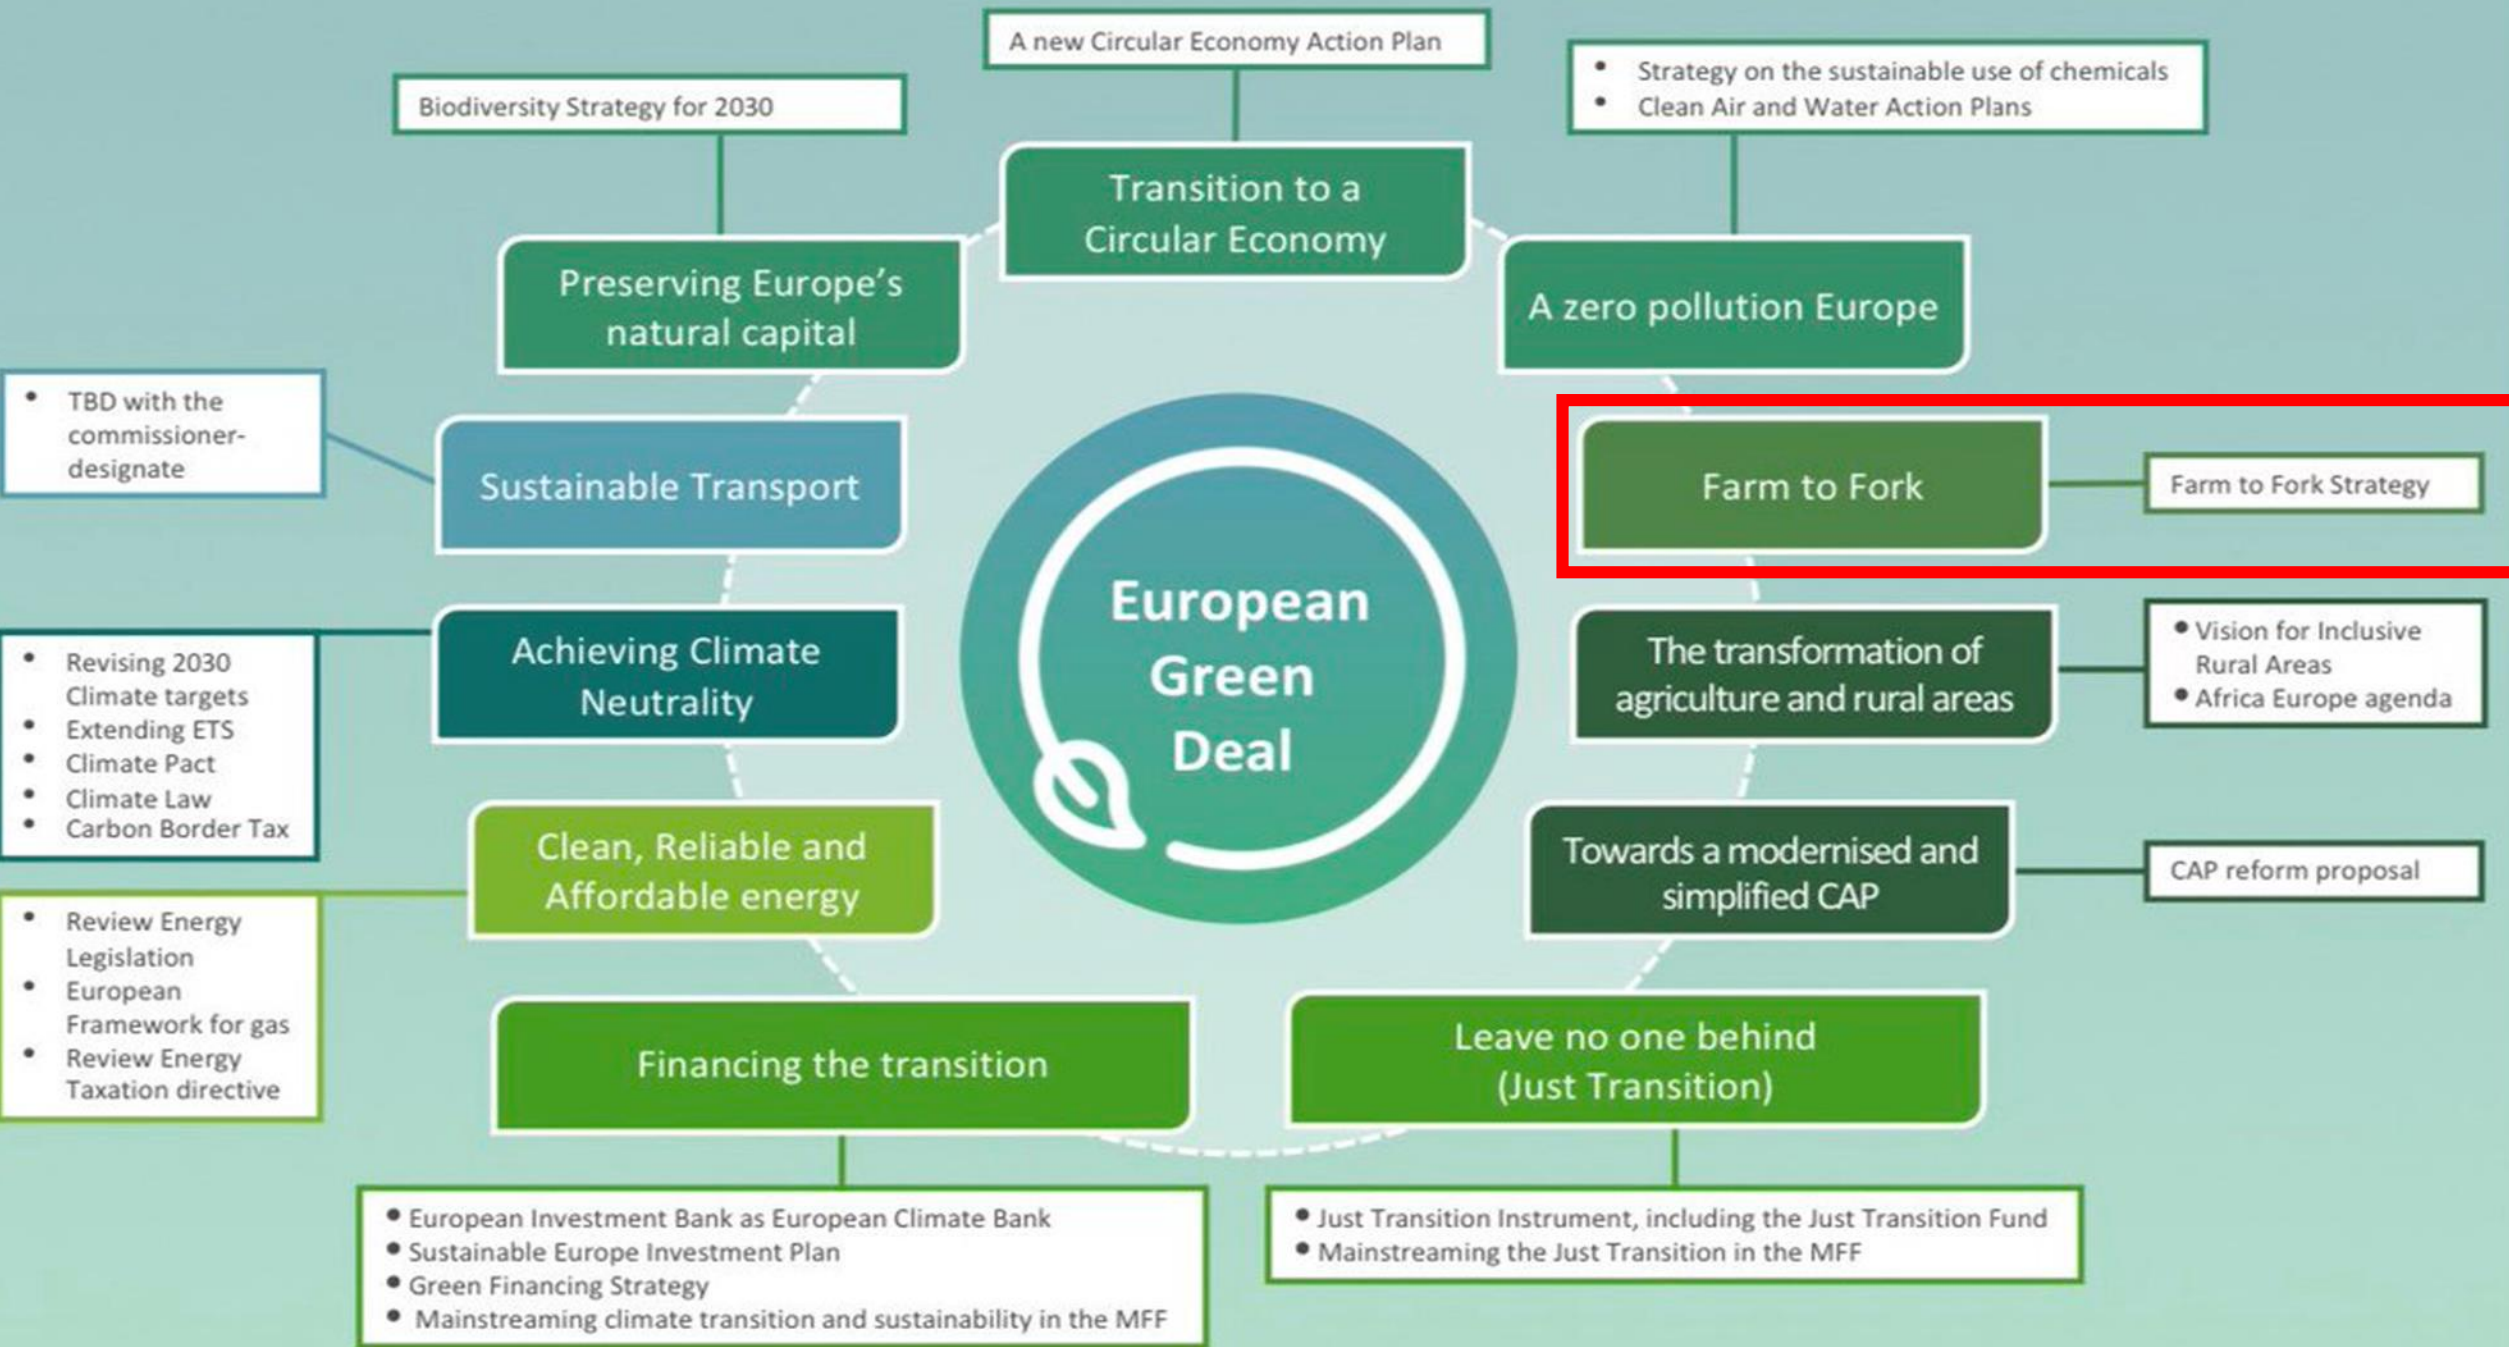 A new Circular Economy Action Plan
Biodiversity Strategy for 2030
• Strategy on the sustainable use of chemicals
• Clean Air and Water Action Plans
Transition to a
Circular Economy
Preserving Europe's
natural capital
A zero pollution Europe
• TBD with the
commissioner-
designate
Sustainable Transport
Farm to Fork
Farm to Fork Strategy
European
Green
Deal
Achieving Climate
Neutrality
• Revising 2030
Climate targets
• Extending ETS
• Climate Pact
• Climate Law
• Carbon Border Tax
The transformation of
agriculture and rural areas
• Vision for Inclusive
Rural Areas
• Africa Europe agenda
Clean, Reliable and
Affordable energy
• Review Energy
Legislation
• European
Framework for gas
• Review Energy
Taxation directive
Towards a modernised and
simplified CAP
CAP reform proposal
Financing the transition
Leave no one behind
(Just Transition)
• European Investment Bank as European Climate Bank
• Sustainable Europe Investment Plan
• Green Financing Strategy
• Mainstreaming climate transition and sustainability in the MFF
• Just Transition Instrument, including the Just Transition Fund
• Mainstreaming the Just Transition in the MFF